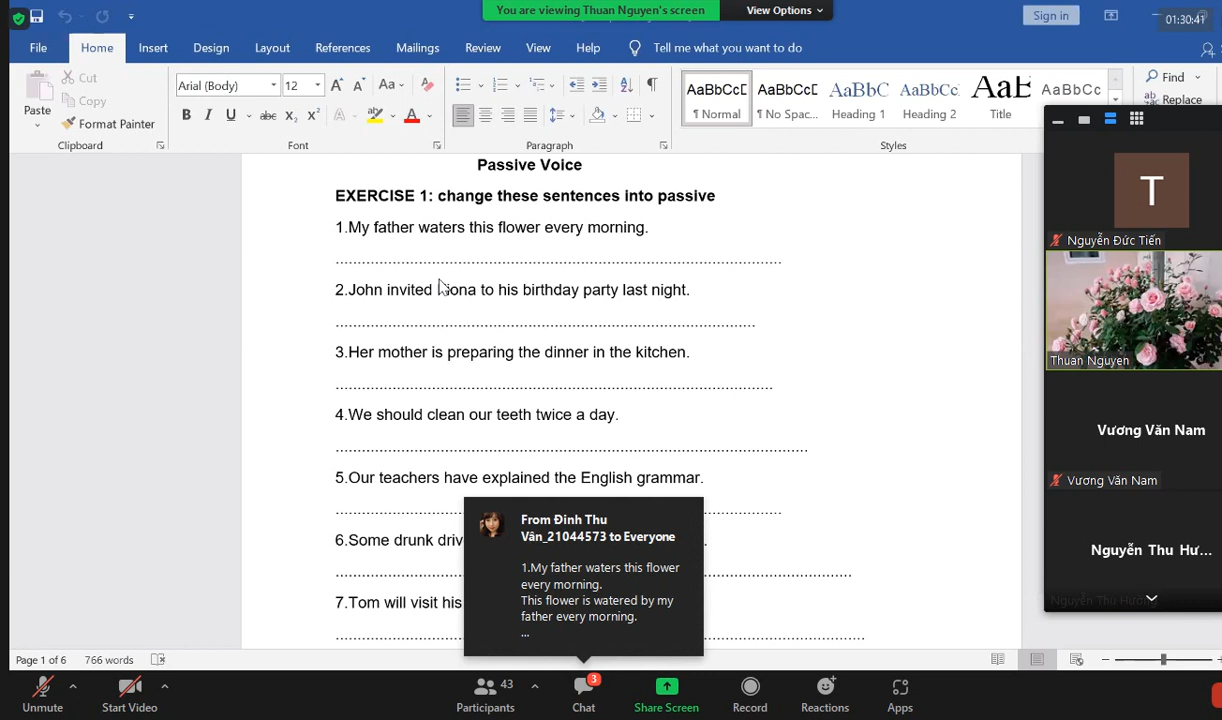 You are viewing Thuan Nguyen's screen
View Options
Sign in
01:30:41
File Home Insert Design Layout References Mailings Review View Help Tell me what you want to do
Paste
Cut
Copy
Format Painter
Clipboard
Arial (Body) 12
Font
Paragraph
AaBbCcD AaBbCcD AaBbC AaBbCc AaB AaBbCc
¶ Normal ¶ No Spac... Heading 1 Heading 2 Title
Styles
Find
Replace
Passive Voice
EXERCISE 1: change these sentences into passive
1.My father waters this flower every morning.
2.John invited iona to his birthday party last night.
3.Her mother is preparing the dinner in the kitchen.
4.We should clean our teeth twice a day.
5.Our teachers have explained the English grammar.
6.Some drunk driv
7.Tom will visit his
From Đinh Thu
Vân_21044573 to Everyone
1.My father waters this flower
every morning.
This flower is watered by my
father every morning.
...
T
Nguyễn Đức Tiến
Thuan Nguyen
Vương Văn Nam
Vương Văn Nam
Nguyễn Thu Hư...
Nguyễn Thu Hường
Page 1 of 6 766 words
Unmute
Start Video
43
Participants
3
Chat
Share Screen
Record
Reactions
Apps